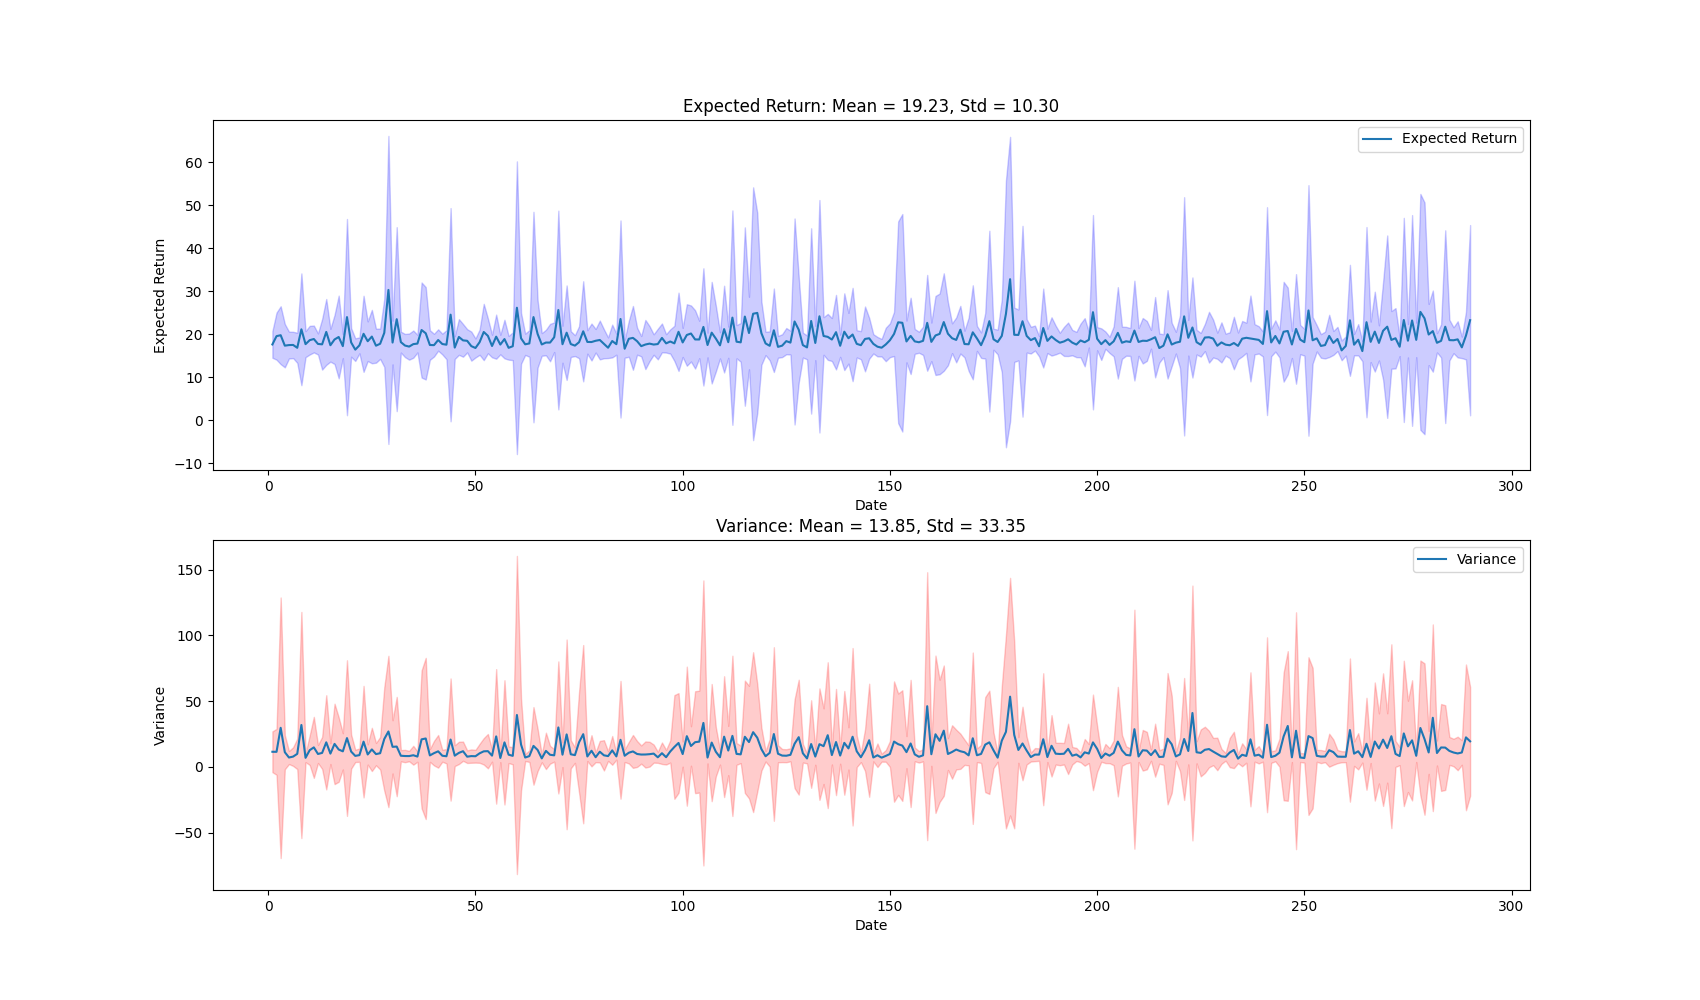 Expected Return: Mean = 19.23, Std = 10.30
Expected Return
60
50
40
30
20
10
0
−10
Expected Return
0 50 100 150 200 250 300
Date
Variance: Mean = 13.85, Std = 33.35
Variance
150
100
50
0
−50
Variance
0 50 100 150 200 250 300
Date